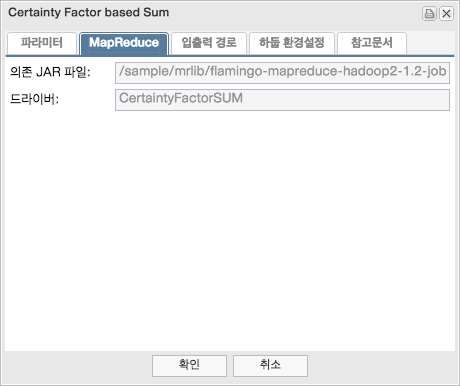 Certainty Factor based Sum
파라미터 MapReduce 입출력 경로 하둡 환경설정 참고문서
의존 JAR 파일: /sample/mrlib/flamingo-mapreduce-hadoop2-1.2-job
드라이버: CertaintyFactorSUM
확인 취소